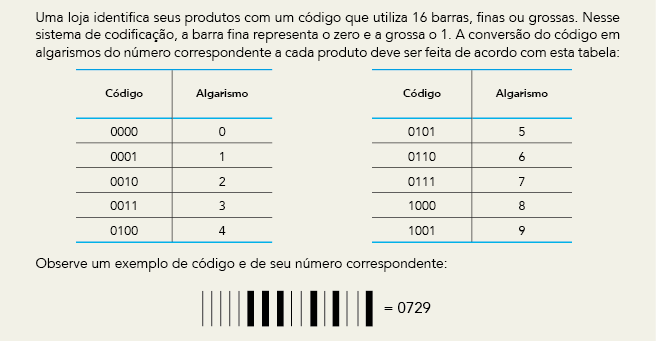 Uma loja identifica seus produtos com um código que utiliza 16 barras, finas ou grossas. Nesse
sistema de codificação, a barra fina representa o zero e a grossa o 1. A conversão do código em
algarismos do número correspondente a cada produto deve ser feita de acordo com esta tabela:
Código Algarismo Código Algarismo
0000 0 0101 5
0001 1 0110 6
0010 2 0111 7
0011 3 1000 8
0100 4 1001 9
Observe um exemplo de código e de seu número correspondente:
= 0729